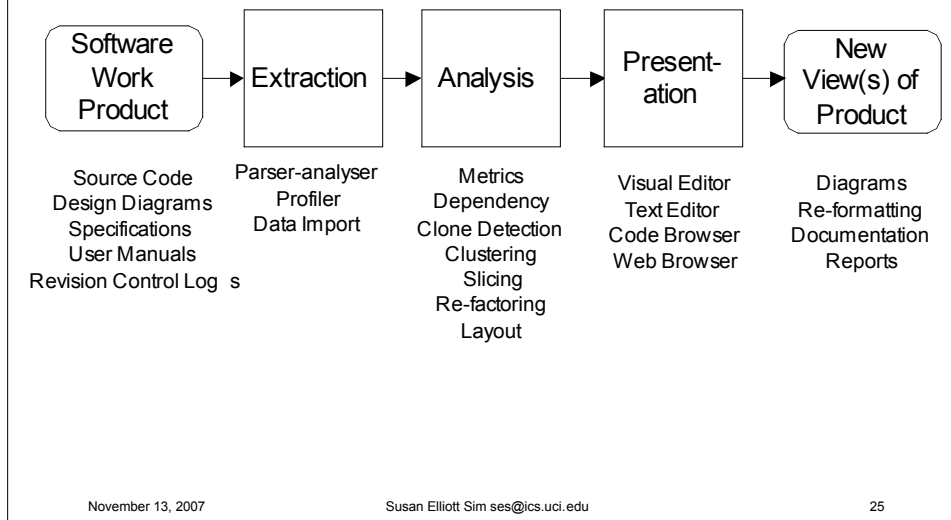 Software
Work
Product
Extraction
Analysis
Present-
ation
New
View(s) of
Product
Source Code
Design Diagrams
Specifications
User Manuals
Revision Control Log s
Parser-analyser
Profiler
Data Import
Metrics
Dependency
Clone Detection
Clustering
Slicing
Re-factoring
Layout
Visual Editor
Text Editor
Code Browser
Web Browser
Diagrams
Re-formatting
Documentation
Reports
November 13, 2007
Susan Elliott Sim ses@ics.uci.edu
25